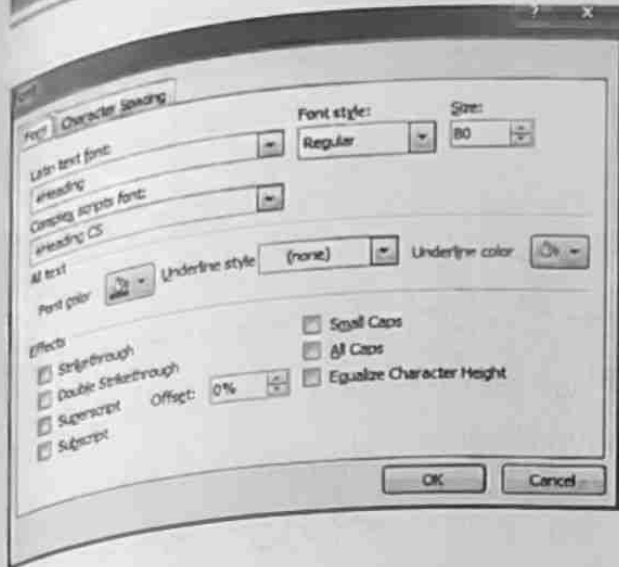 ? X
Font
Font Character Spacing
Latin text font: Font style: Size:
+Heading Regular 80
Complex scripts font:
+Heading CS
All text
Font color Underline style (none) Underline color
Effects
Strikethrough Small Caps
Double Strikethrough All Caps
Superscript Offset: 0% Equalize Character Height
Subscript
OK Cancel